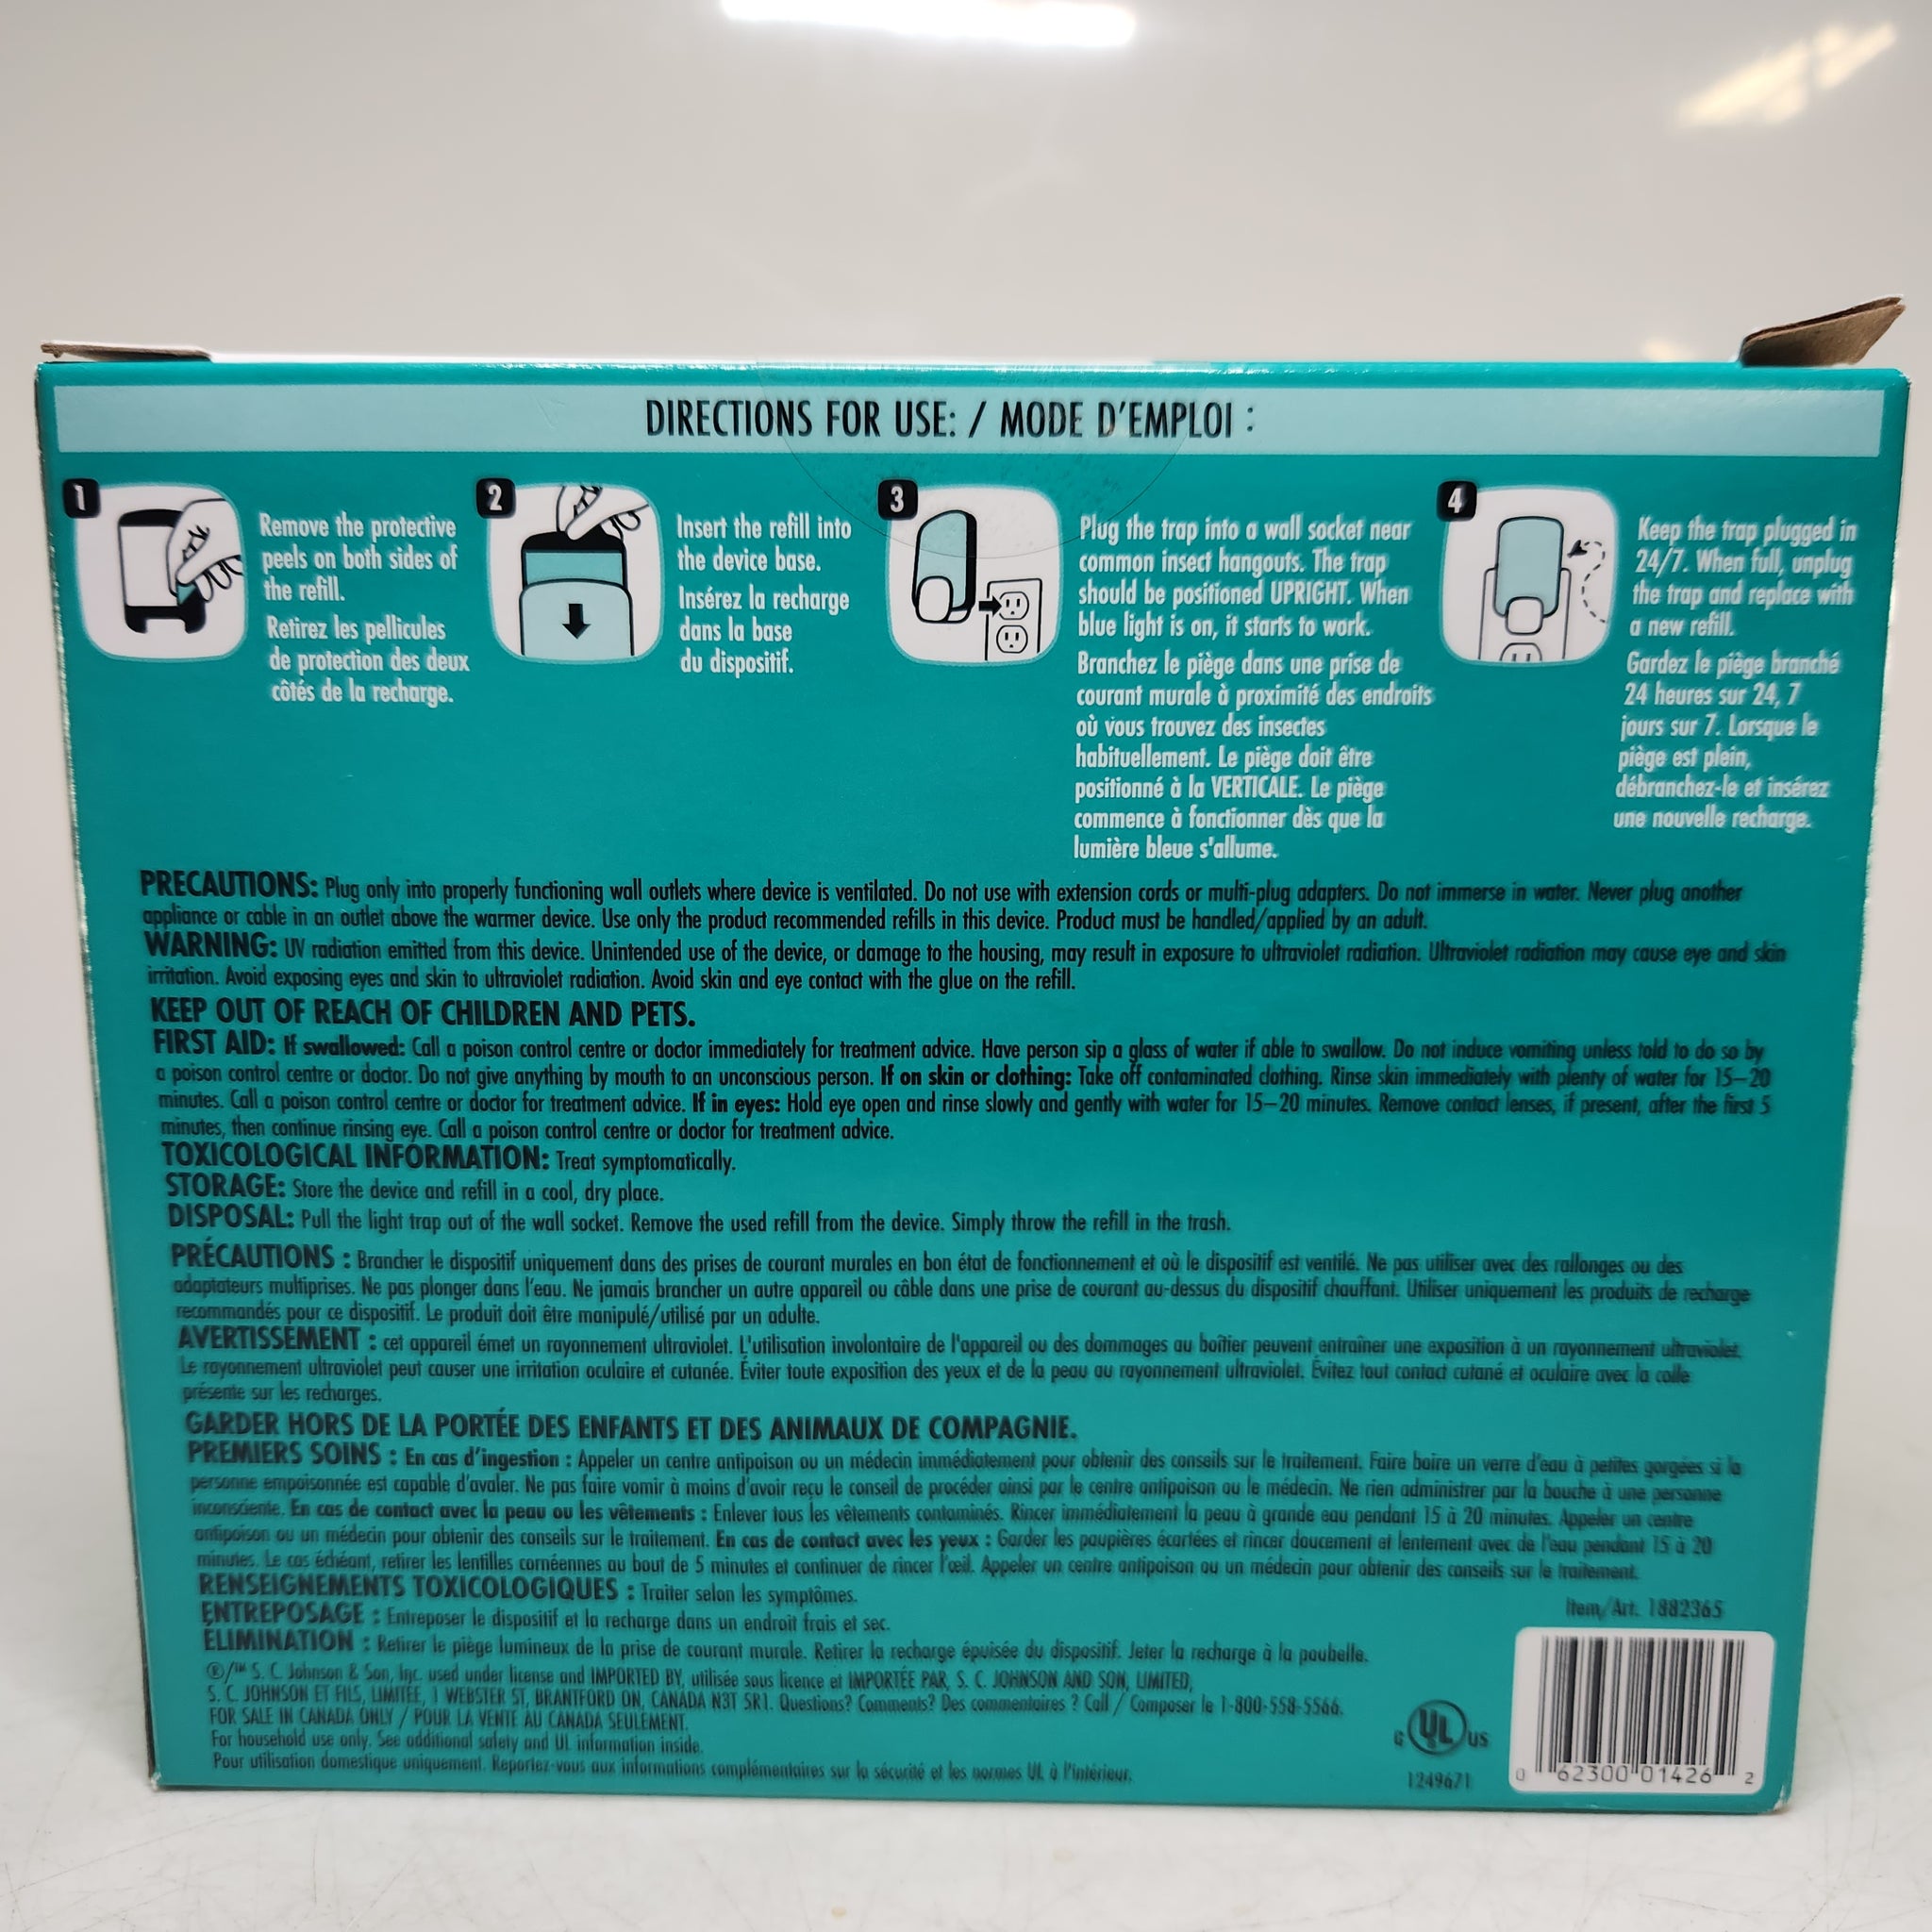 DIRECTIONS FOR USE: / MODE D'EMPLOI :
1
Remove the protective
peels on both sides of
the refill.
Retirez les pellicules
de protection des deux
côtés de la recharge.
2
Insert the refill into
the device base.
Insérez la recharge
dans la base
du dispositif.
3
Plug the trap into a wall socket near
common insect hangouts. The trap
should be positioned UPRIGHT. When
blue light is on, it starts to work.
Branchez le piège dans une prise de
courant murale à proximité des endroits
où vous trouvez des insectes
habituellement. Le piège doit être
positionné à la VERTICALE. Le piège
commence à fonctionner dès que la
lumière bleue s'allume.
4
Keep the trap plugged in
24/7. When full, unplug
the trap and replace with
a new refill.
Gardez le piège branché
24 heures sur 24, 7
jours sur 7. Lorsque le
piège est plein,
débranchez-le et insérez
une nouvelle recharge.
PRECAUTIONS: Plug only into properly functioning wall outlets where device is ventilated. Do not use with extension cords or multi-plug adapters. Do not immerse in water. Never plug another
appliance or cable in an outlet above the warmer device. Use only the product recommended refills in this device. Product must be handled/applied by an adult.
WARNING: UV radiation emitted from this device. Unintended use of the device, or damage to the housing, may result in exposure to ultraviolet radiation. Ultraviolet radiation may cause eye and skin
irritation. Avoid exposing eyes and skin to ultraviolet radiation. Avoid skin and eye contact with the glue on the refill.
KEEP OUT OF REACH OF CHILDREN AND PETS.
FIRST AID: If swallowed: Call a poison control centre or doctor immediately for treatment advice. Have person sip a glass of water if able to swallow. Do not induce vomiting unless told to do so by
a poison control centre or doctor. Do not give anything by mouth to an unconscious person. If on skin or clothing: Take off contaminated clothing. Rinse skin immediately with plenty of water for 15–20
minutes. Call a poison control centre or doctor for treatment advice. If in eyes: Hold eye open and rinse slowly and gently with water for 15–20 minutes. Remove contact lenses, if present, after the first 5
minutes, then continue rinsing eye. Call a poison control centre or doctor for treatment advice.
TOXICOLOGICAL INFORMATION: Treat symptomatically.
STORAGE: Store the device and refill in a cool, dry place.
DISPOSAL: Pull the light trap out of the wall socket. Remove the used refill from the device. Simply throw the refill in the trash.
PRÉCAUTIONS : Brancher le dispositif uniquement dans des prises de courant murales en bon état de fonctionnement et où le dispositif est ventilé. Ne pas utiliser avec des rallonges ou des
adaptateurs multiprises. Ne pas plonger dans l'eau. Ne jamais brancher un autre appareil ou câble dans une prise de courant au-dessus du dispositif chauffant. Utiliser uniquement les produits de recharge
recommandés pour ce dispositif. Le produit doit être manipulé/utilisé par un adulte.
AVERTISSEMENT : cet appareil émet un rayonnement ultraviolet. L'utilisation involontaire de l'appareil ou des dommages au boîtier peuvent entraîner une exposition à un rayonnement ultraviolet.
Le rayonnement ultraviolet peut causer une irritation oculaire et cutanée. Éviter toute exposition des yeux et de la peau au rayonnement ultraviolet. Évitez tout contact cutané et oculaire avec la colle
présente sur les recharges.
GARDER HORS DE LA PORTÉE DES ENFANTS ET DES ANIMAUX DE COMPAGNIE.
PREMIERS SOINS : En cas d'ingestion : Appeler un centre antipoison ou un médecin immédiatement pour obtenir des conseils sur le traitement. Faire boire un verre d'eau à petites gorgées si la
personne empoisonnée est capable d'avaler. Ne pas faire vomir à moins d'avoir reçu le conseil de procéder ainsi par le centre antipoison ou le médecin. Ne rien administrer par la bouche à une personne
inconsciente. En cas de contact avec la peau ou les vêtements : Enlever tous les vêtements contaminés. Rincer immédiatement la peau à grande eau pendant 15 à 20 minutes. Appeler un centre
antipoison ou un médecin pour obtenir des conseils sur le traitement. En cas de contact avec les yeux : Garder les paupières écartées et rincer doucement et lentement avec de l'eau pendant 15 à 20
minutes. Le cas échéant, retirer les lentilles cornéennes au bout de 5 minutes et continuer de rincer l'œil. Appeler un centre antipoison ou un médecin pour obtenir des conseils sur le traitement.
RENSEIGNEMENTS TOXICOLOGIQUES : Traiter selon les symptômes.
ENTREPOSAGE : Entreposer le dispositif et la recharge dans un endroit frais et sec.
ÉLIMINATION : Retirer le piège lumineux de la prise de courant murale. Retirer la recharge épuisée du dispositif. Jeter la recharge à la poubelle.
®/™ S. C. Johnson & Son, Inc. used under license and IMPORTED BY, utilisée sous licence et IMPORTÉE PAR, S. C. JOHNSON AND SON, LIMITED,
S. C. JOHNSON ET FILS, LIMITÉE, 1 WEBSTER ST, BRANTFORD ON, CANADA N3T 5R1. Questions? Comments? Des commentaires ? Call / Composer le 1-800-558-5566.
FOR SALE IN CANADA ONLY / POUR LA VENTE AU CANADA SEULEMENT.
For household use only. See additional safety and UL information inside.
Pour utilisation domestique uniquement. Reportez-vous aux informations complémentaires sur la sécurité et les normes UL à l'intérieur.
C UL US
1249671
Item/Art. 1882365
0 62300 01426 2